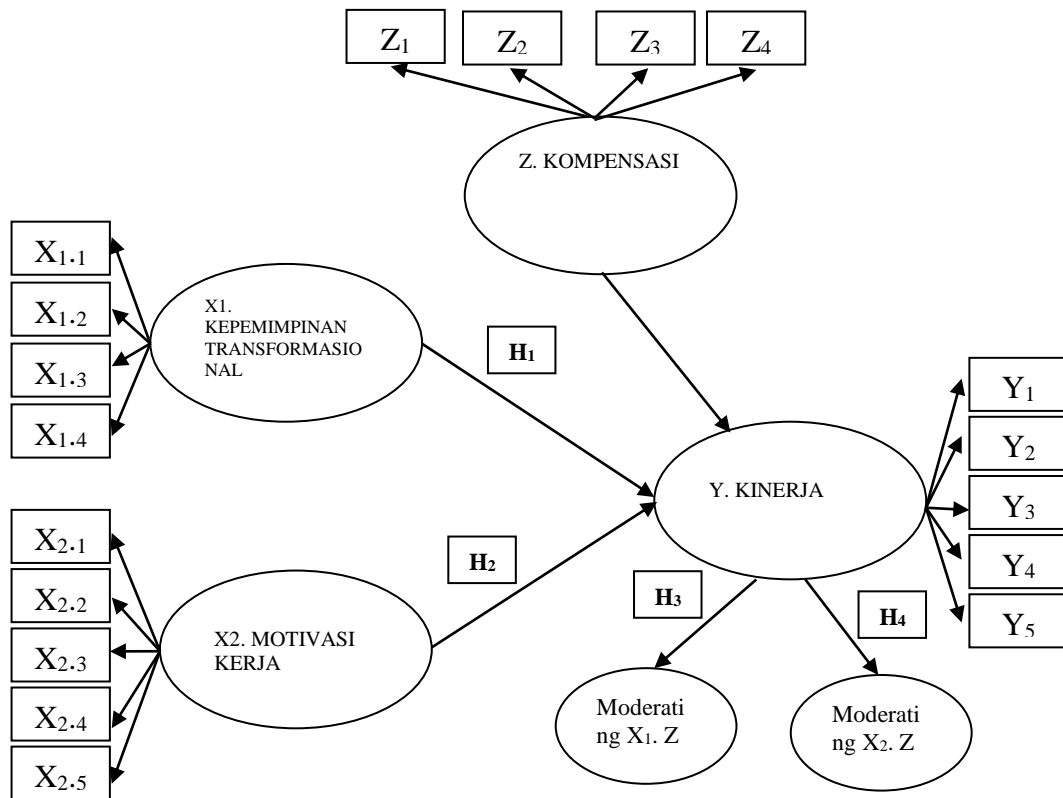 Z₁
Z₂
Z₃
Z₄
Z. KOMPENSASI
X₁.₁
X₁.₂
X₁.₃
X₁.₄
X1.
KEPEMIMPINAN
TRANSFORMASIO
NAL
H₁
Y₁
Y₂
Y₃
Y₄
Y₅
Y. KINERJA
X₂.₁
X₂.₂
X₂.₃
X₂.₄
X₂.₅
X2. MOTIVASI
KERJA
H₂
H₃
H₄
Moderati
ng X₁. Z
Moderati
ng X₂. Z